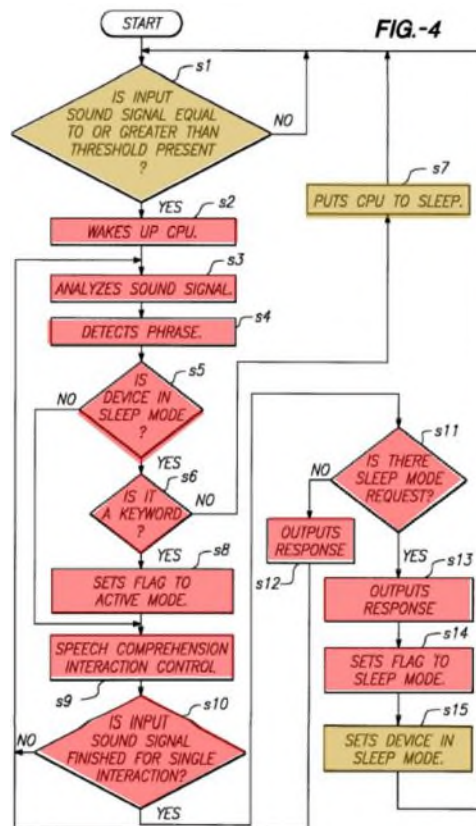 START
FIG.-4
s1
IS INPUT
SOUND SIGNAL EQUAL
TO OR GREATER THAN
THRESHOLD PRESENT
?
NO
s7
PUTS CPU TO SLEEP.
YES
s2
WAKES UP CPU.
s3
ANALYZES SOUND SIGNAL.
s4
DETECTS PHRASE.
s5
IS
DEVICE IN
SLEEP MODE
?
NO
YES
s6
IS IT
A KEYWORD
?
NO
YES
s8
SETS FLAG TO
ACTIVE MODE.
SPEECH COMPREHENSION
INTERACTION CONTROL
s9
s10
IS INPUT
SOUND SIGNAL
FINISHED FOR SINGLE
INTERACTION?
NO
YES
s11
IS THERE
SLEEP MODE
REQUEST?
NO
YES
OUTPUTS
RESPONSE
s12
s13
OUTPUTS
RESPONSE
s14
SETS FLAG TO
SLEEP MODE.
s15
SETS DEVICE IN
SLEEP MODE.